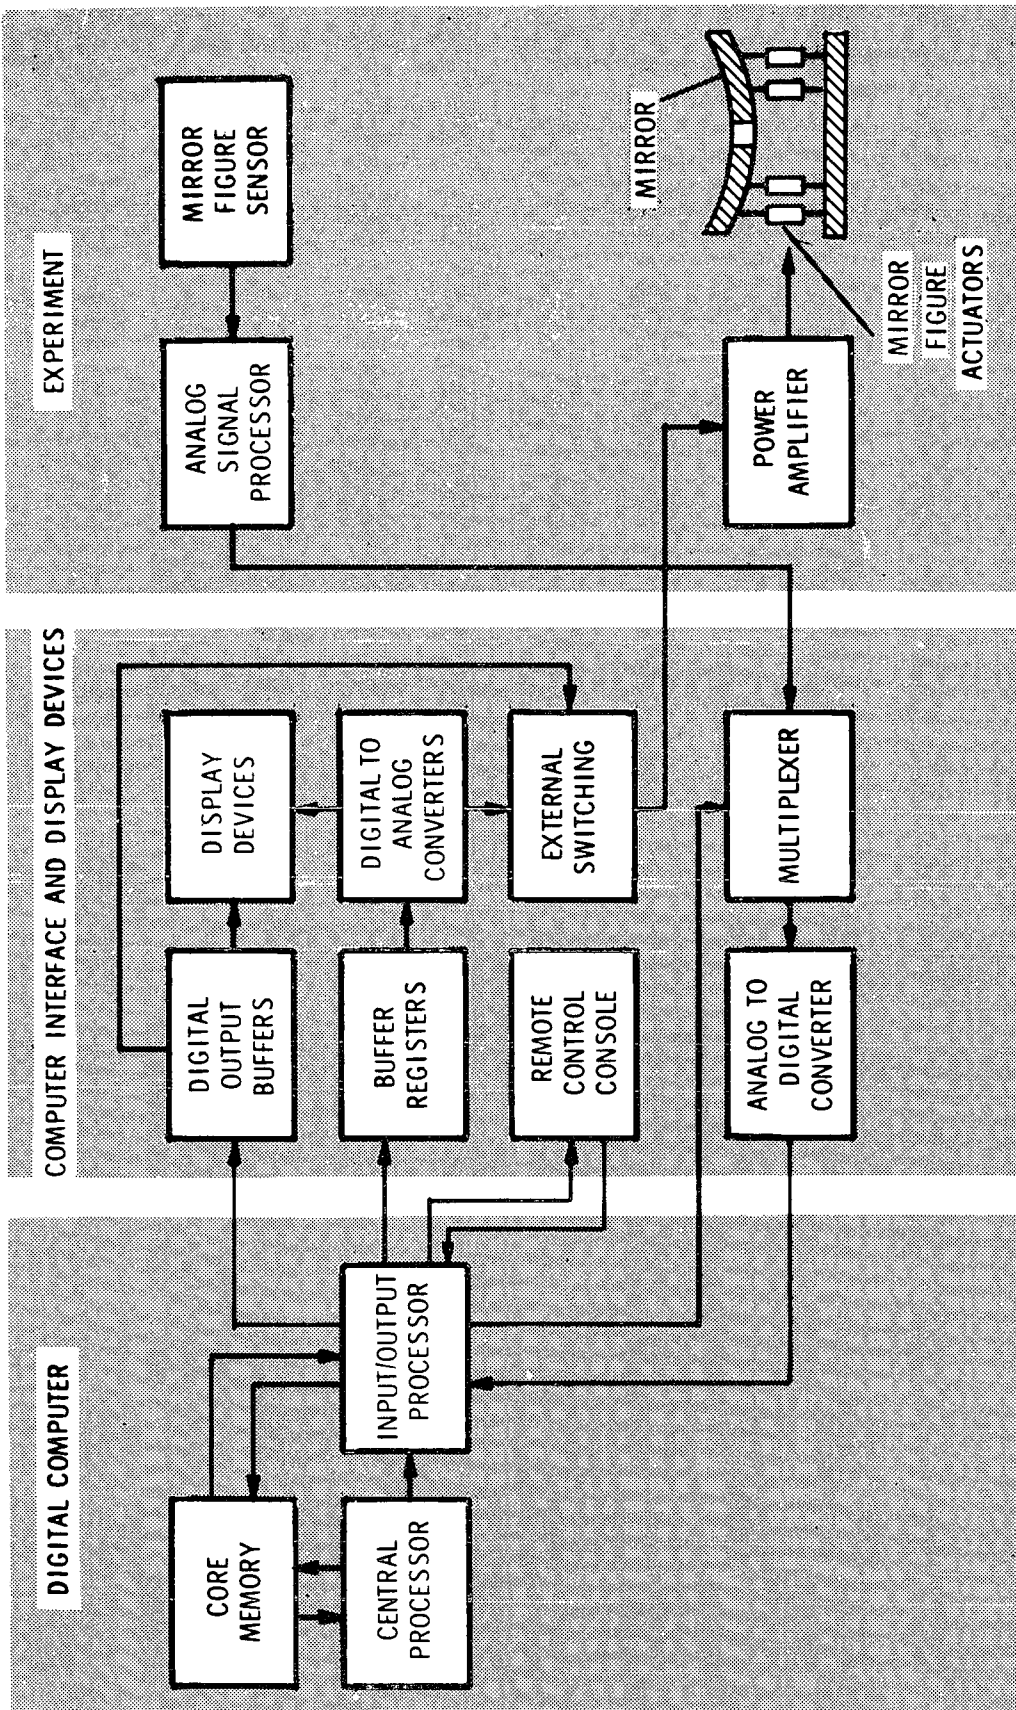 DIGITAL COMPUTER
CORE
MEMORY
CENTRAL
PROCESSOR
INPUT/OUTPUT
PROCESSOR
COMPUTER INTERFACE AND DISPLAY DEVICES
DIGITAL
OUTPUT
BUFFERS
DISPLAY
DEVICES
BUFFER
REGISTERS
DIGITAL TO
ANALOG
CONVERTERS
REMOTE
CONTROL
CONSOLE
EXTERNAL
SWITCHING
ANALOG TO
DIGITAL
CONVERTER
MULTIPLEXER
EXPERIMENT
ANALOG
SIGNAL
PROCESSOR
MIRROR
FIGURE
SENSOR
POWER
AMPLIFIER
MIRROR
MIRROR
FIGURE
ACTUATORS